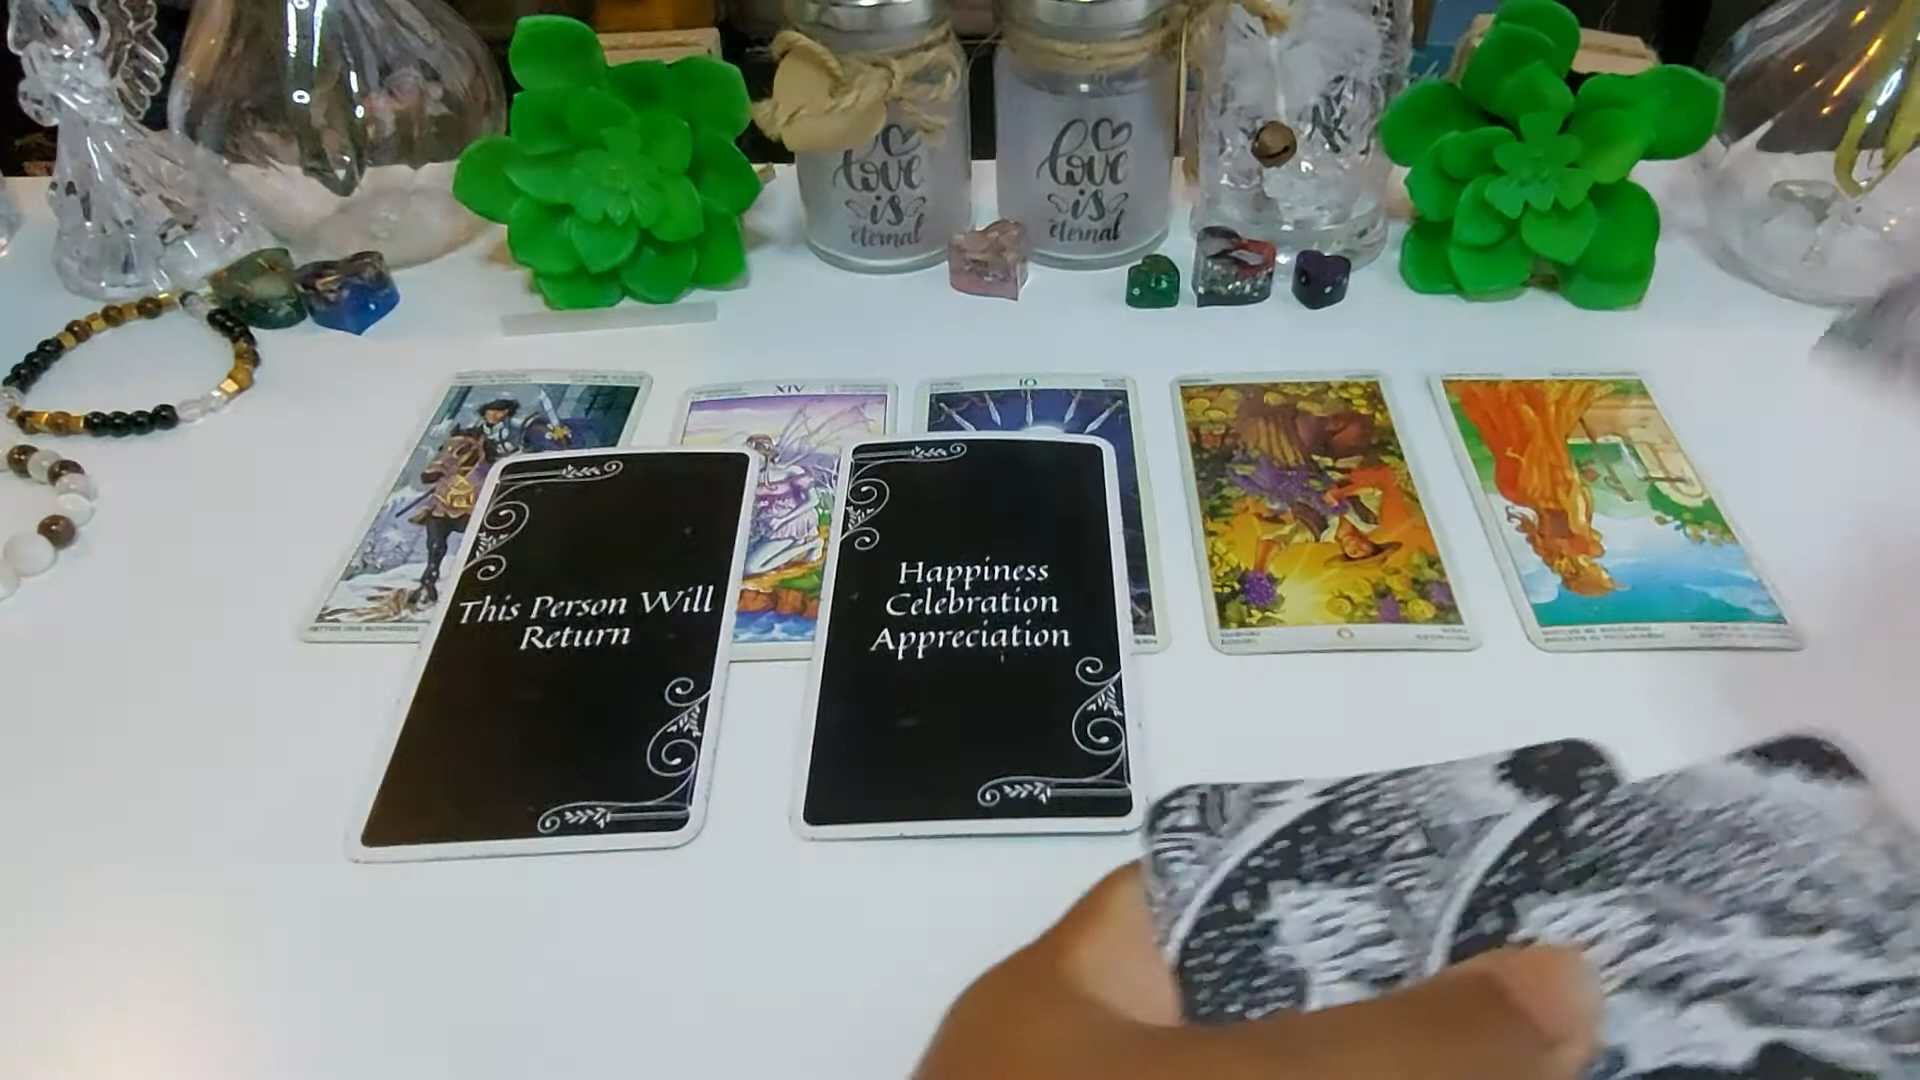 love
is
eternal
love
is
eternal
XIV
10
This Person Will
Return
Happiness
Celebration
Appreciation